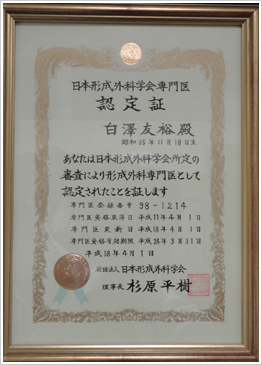 日本形成外科学会専門医
認定証
白澤友裕殿
昭和35年11月18日生
あなたは日本形成外科学会所定の
審査により形成外科専門医として
認定されたことを証します
専門医登録番号 98-1214
専門医資格取得日 平成11年4月1日
専門医更新日 平成18年4月1日
専門医資格有効期限 平成24年3月31日
平成18年4月1日
社団法人日本形成外科学会
理事長 杉原平樹